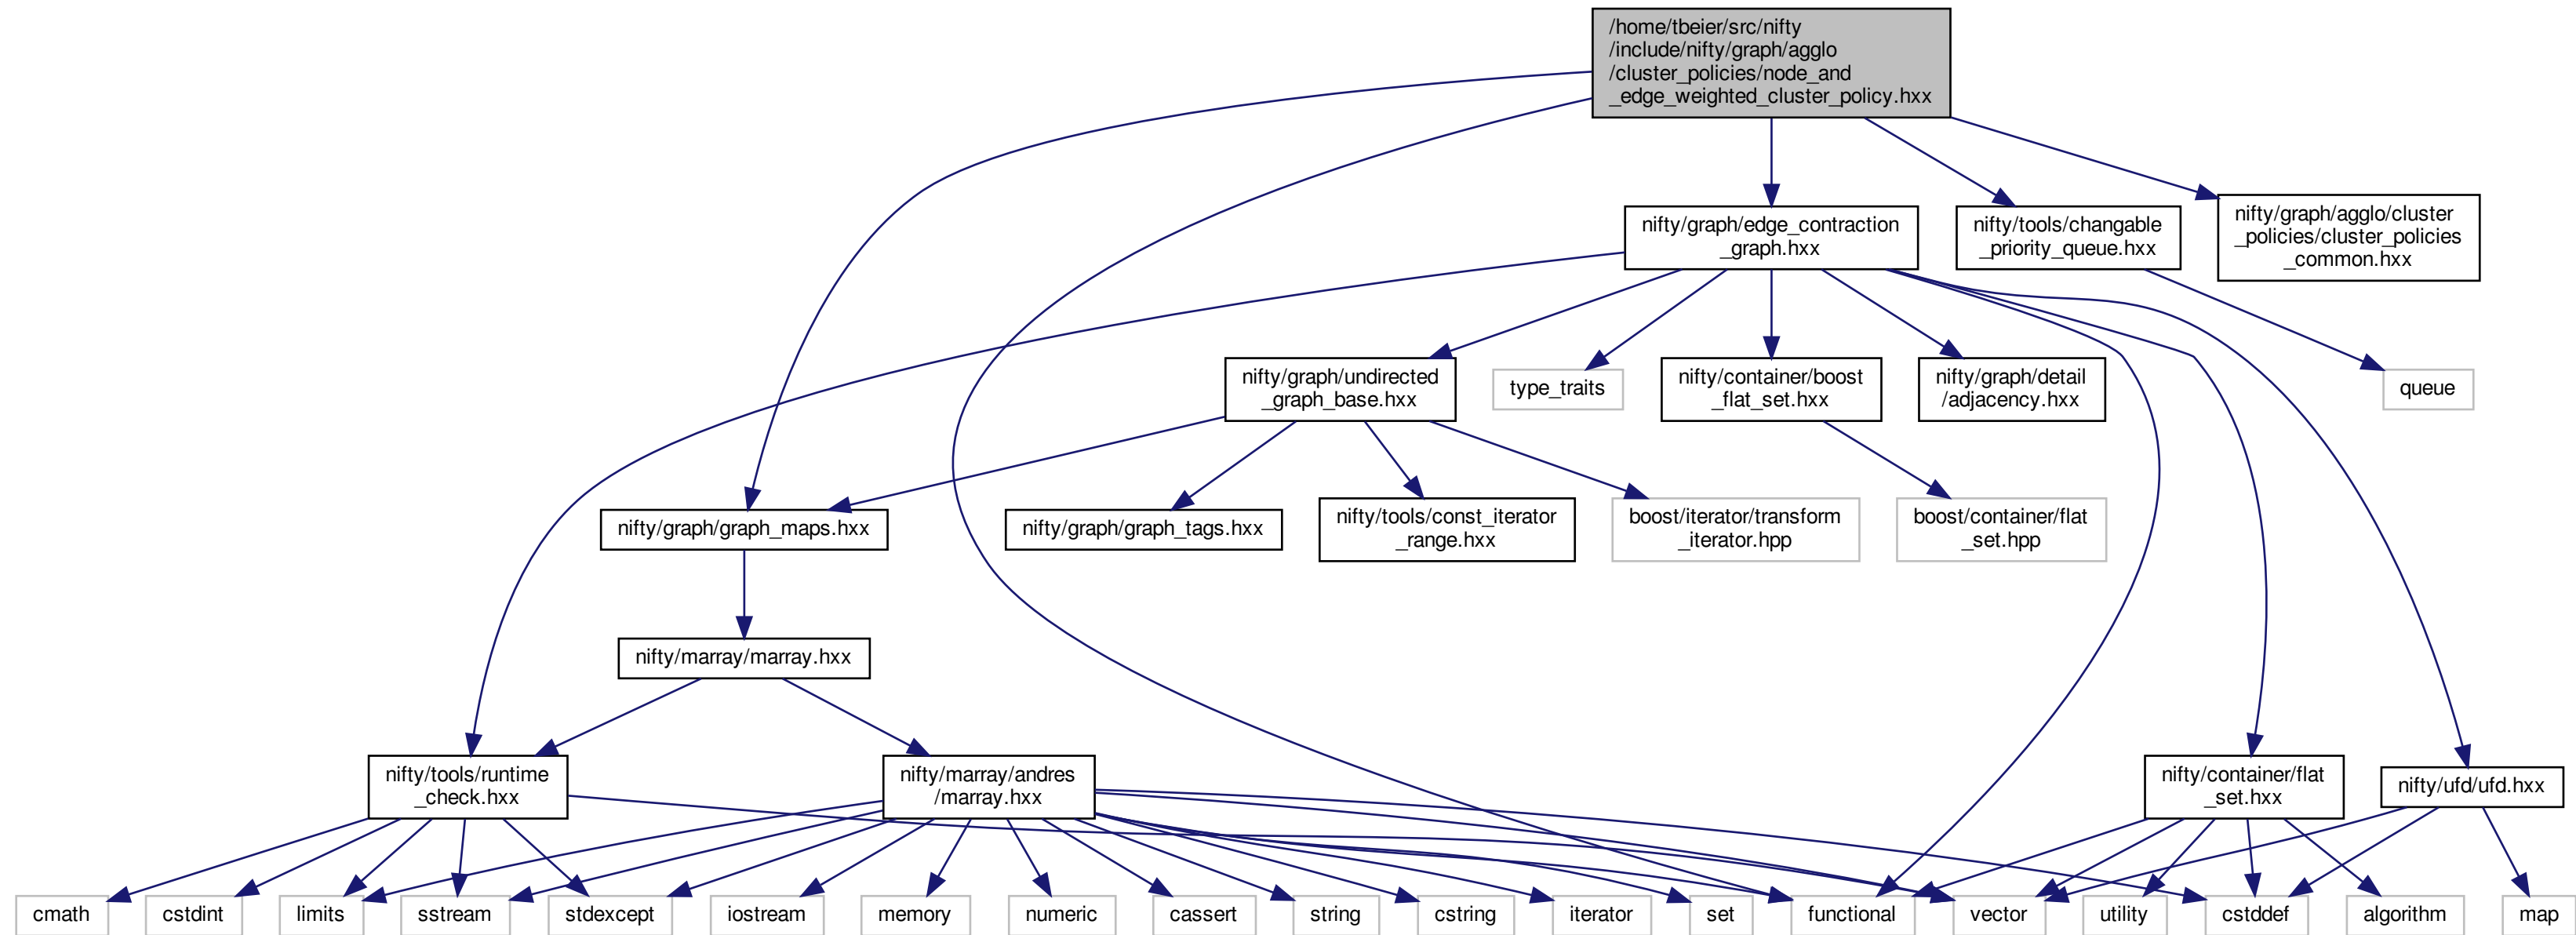 /home/tbeier/src/nifty
/include/nifty/graph/agglo
/cluster_policies/node_and
_edge_weighted_cluster_policy.hxx
nifty/graph/edge_contraction
_graph.hxx
nifty/tools/changable
_priority_queue.hxx
nifty/graph/agglo/cluster
_policies/cluster_policies
_common.hxx
nifty/graph/undirected
_graph_base.hxx
type_traits
nifty/container/boost
_flat_set.hxx
nifty/graph/detail
/adjacency.hxx
queue
nifty/graph/graph_maps.hxx
nifty/graph/graph_tags.hxx
nifty/tools/const_iterator
_range.hxx
boost/iterator/transform
_iterator.hpp
boost/container/flat
_set.hpp
nifty/marray/marray.hxx
nifty/tools/runtime
_check.hxx
nifty/marray/andres
/marray.hxx
nifty/container/flat
_set.hxx
nifty/ufd/ufd.hxx
cmath
cstdint
limits
sstream
stdexcept
iostream
memory
numeric
cassert
string
cstring
iterator
set
functional
vector
utility
cstddef
algorithm
map